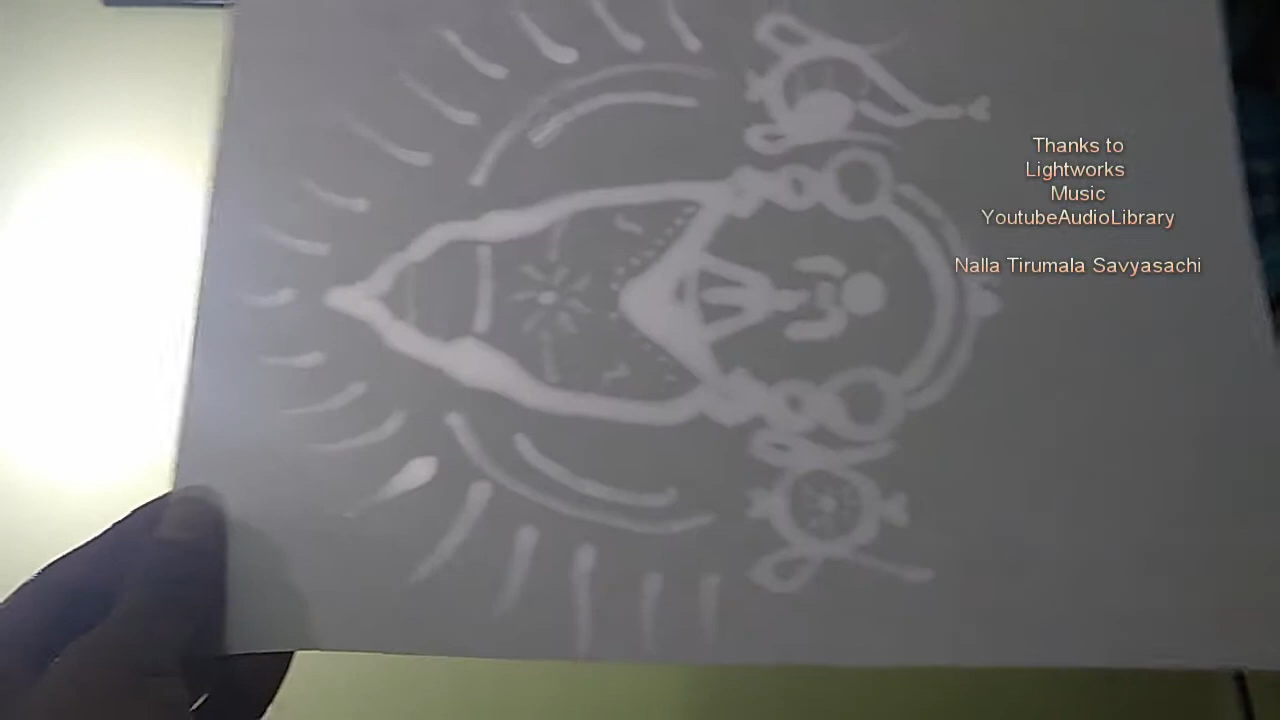 Thanks to
Lightworks
Music
YoutubeAudioLibrary
Nalla Tirumala Savyasachi